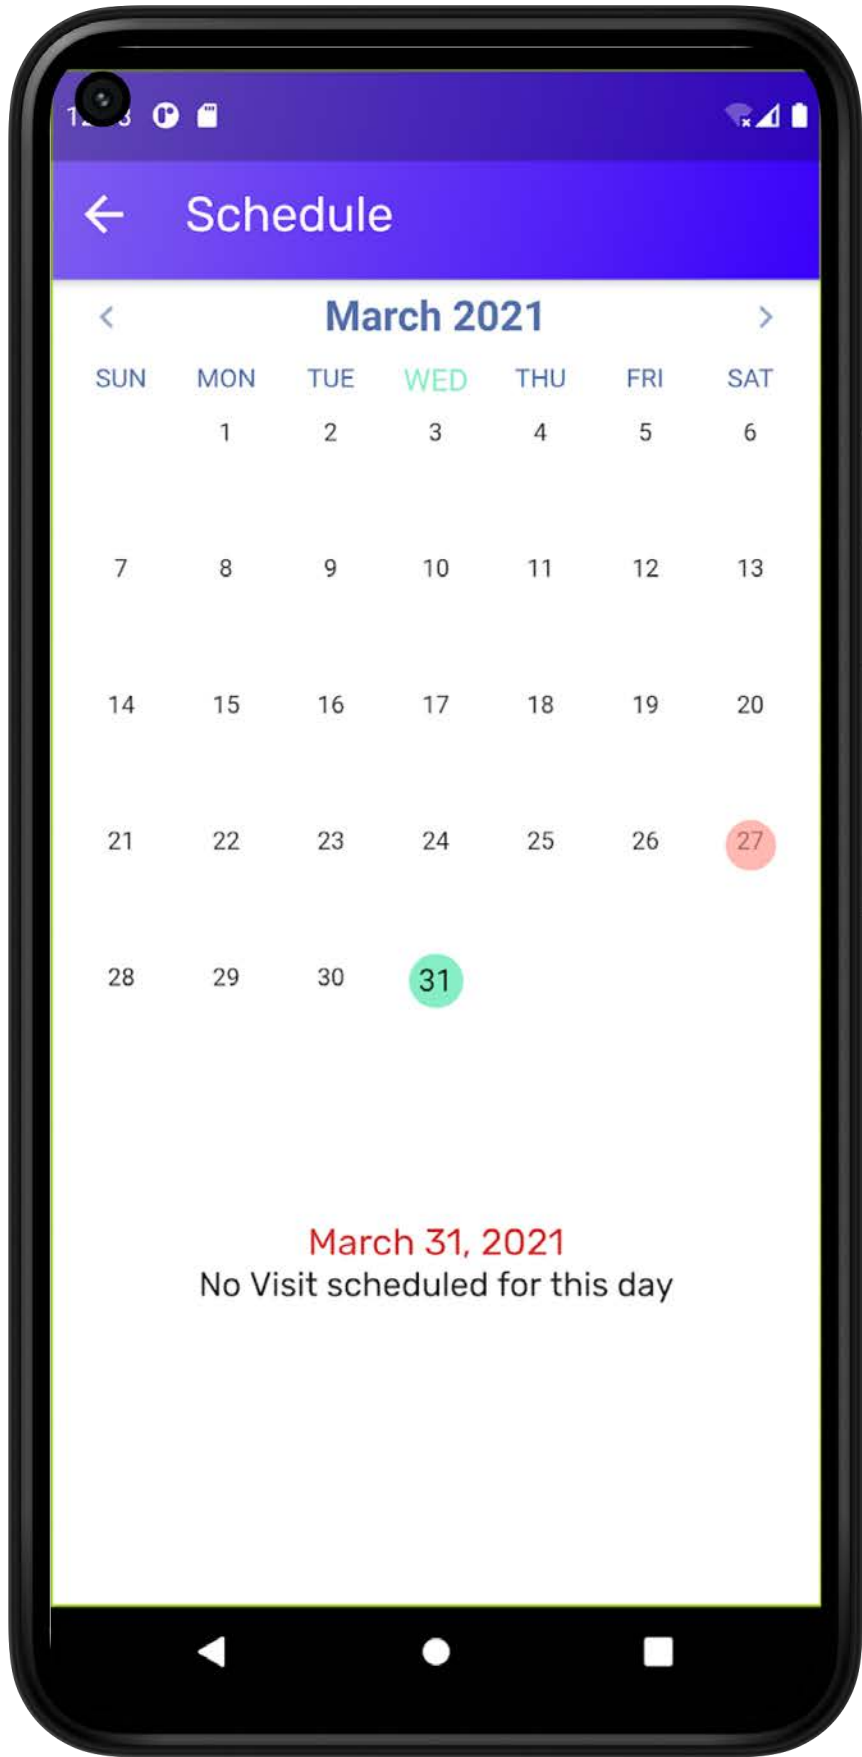 Schedule
March 2021
SUN MON TUE WED THU FRI SAT
1 2 3 4 5 6
7 8 9 10 11 12 13
14 15 16 17 18 19 20
21 22 23 24 25 26 27
28 29 30 31
March 31, 2021
No Visit scheduled for this day